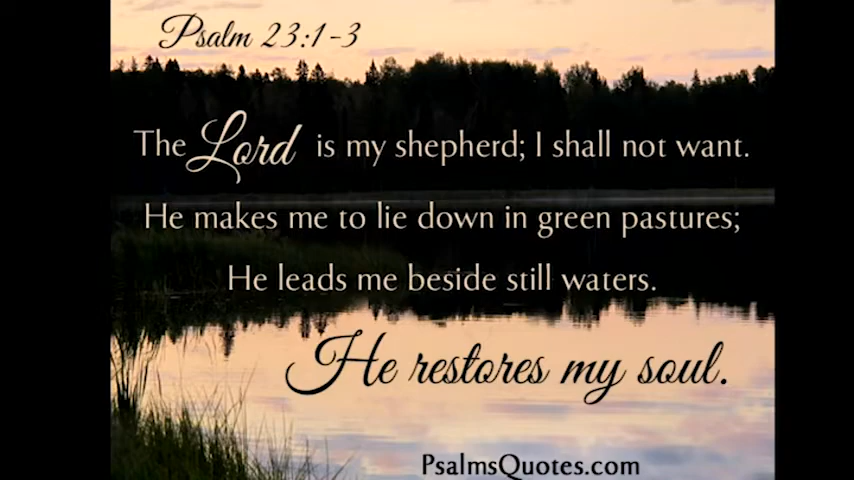 Psalm 23:1-3
The Lord is my shepherd; I shall not want.
He makes me to lie down in green pastures;
He leads me beside still waters.
He restores my soul.
PsalmsQuotes.com